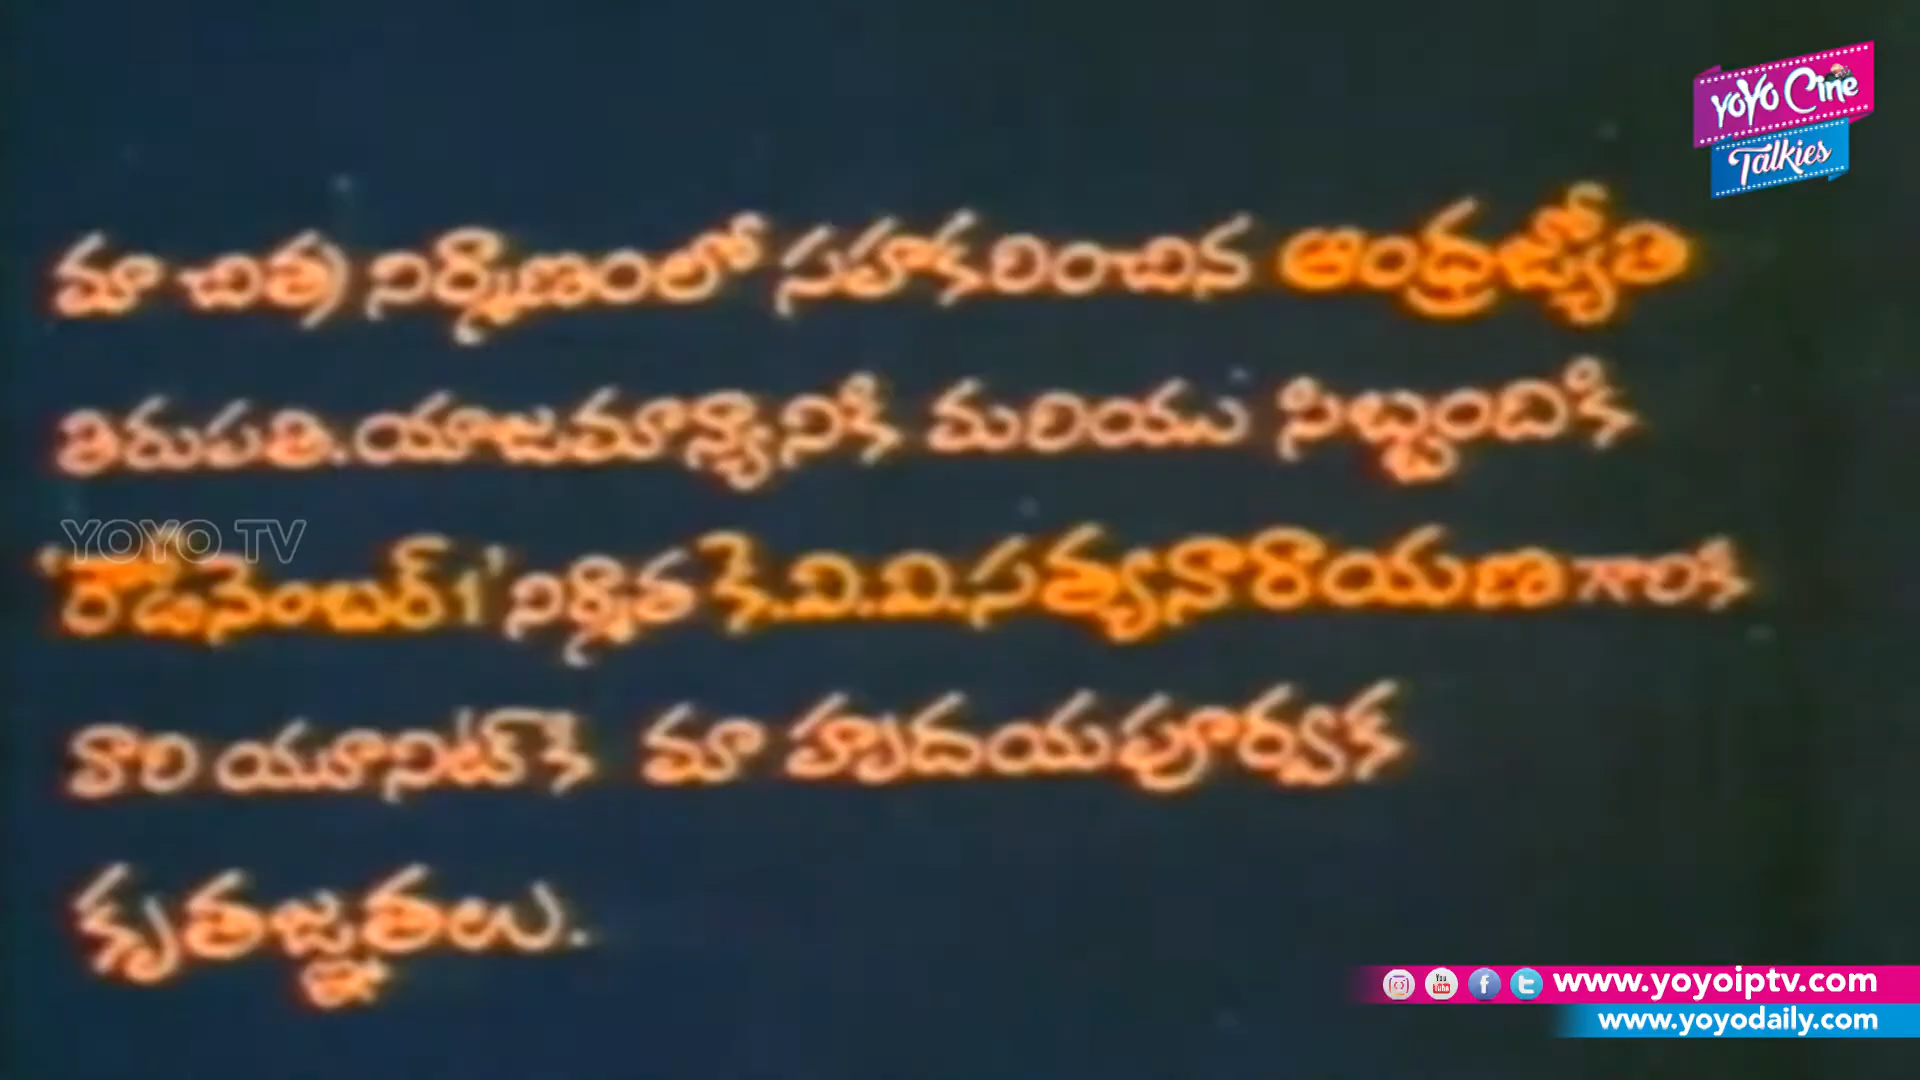 YOYO Cine
Talkies
మా చిత్ర నిర్మాణంలో సహకరించిన ఆంధ్రజ్యోతి
తిరుపతి.యాజమాన్యానికి మరియు సిబ్బందికి
YOYO TV
'రేపేనవంబర్ 1' నిర్మాత కే.వి.వి.సత్యనారాయణ గారికి
వారి యూనిట్‌కి మా హృదయపూర్వక
కృతజ్ఞతలు.
www.yoyoiptv.com
www.yoyodaily.com